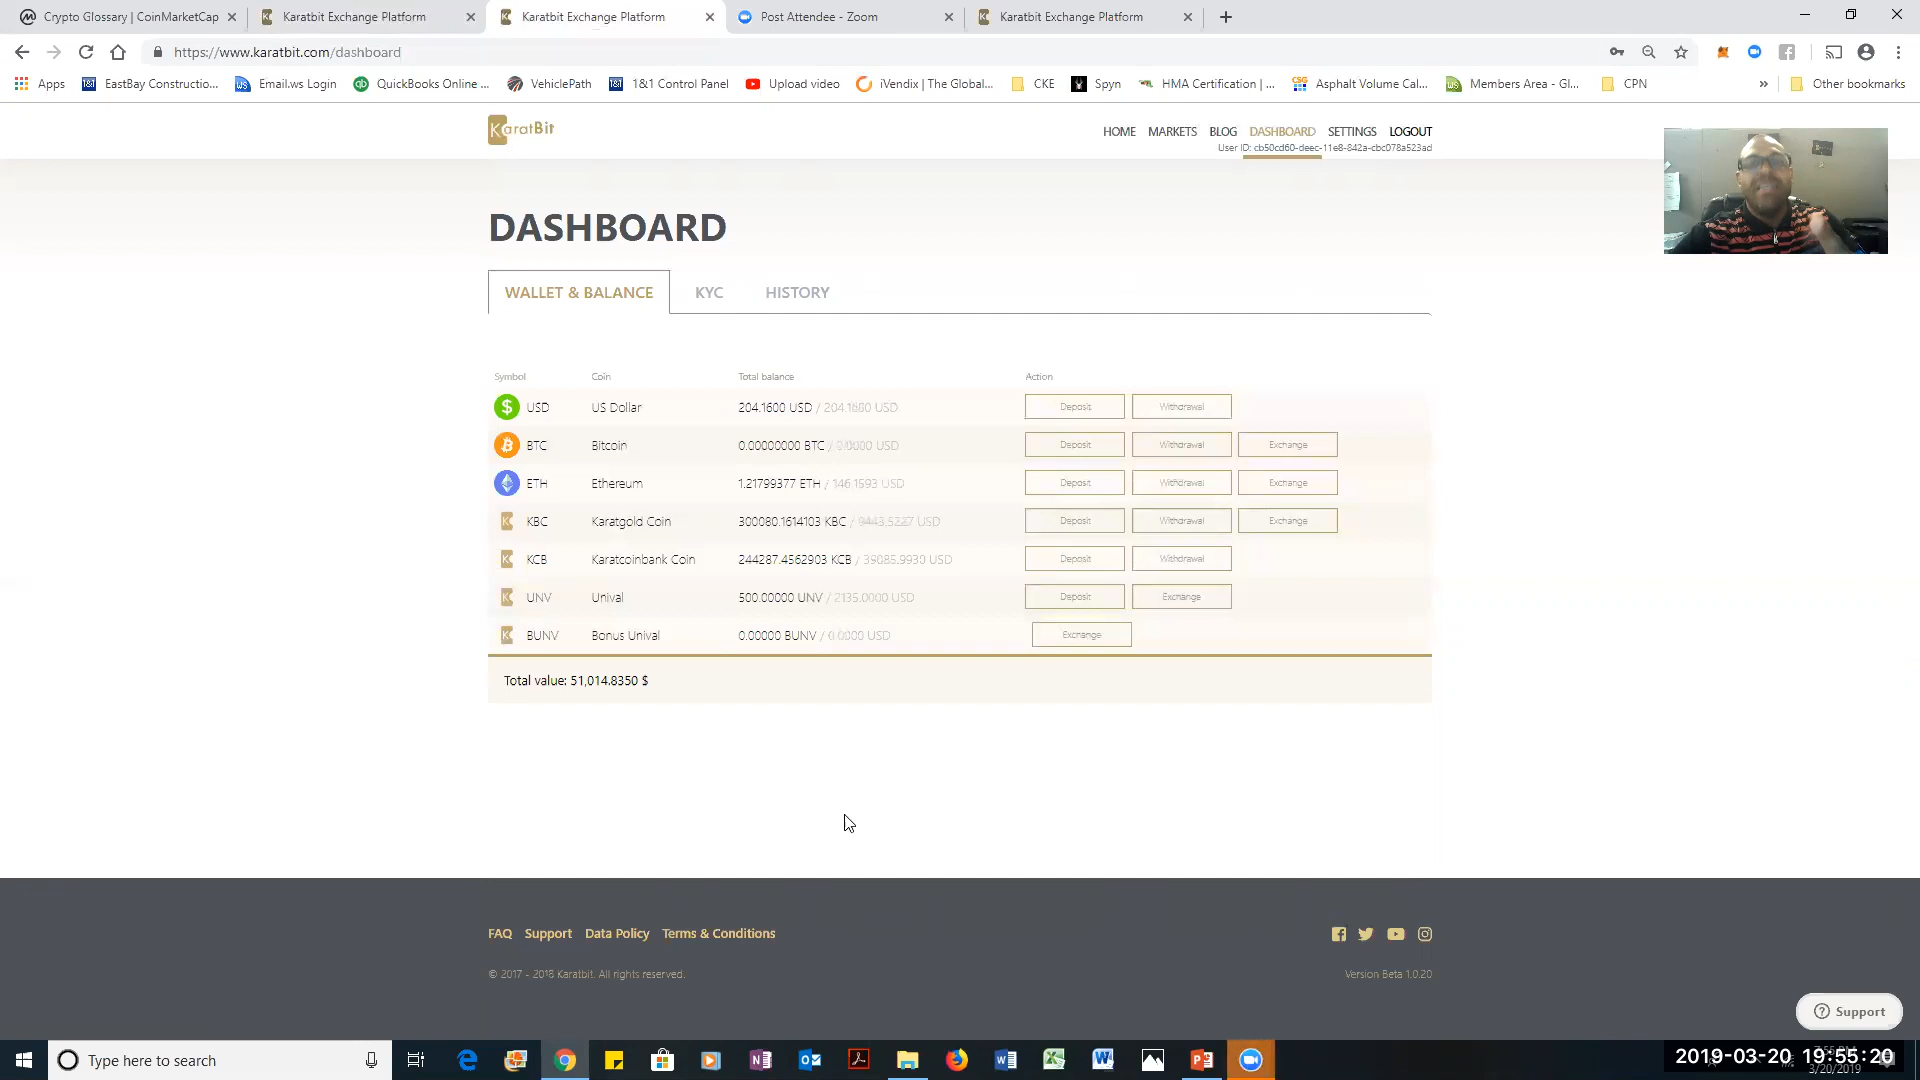 Crypto Glossary | CoinMarketCap
Karatbit Exchange Platform
Karatbit Exchange Platform
Post Attendee - Zoom
Karatbit Exchange Platform
https://www.karatbit.com/dashboard
Apps
EastBay Constructio...
Email.ws Login
QuickBooks Online ...
VehiclePath
1&1 Control Panel
Upload video
iVendix | The Global...
CKE
Spyn
HMA Certification | ...
Asphalt Volume Cal...
Members Area - Gl...
CPN
Other bookmarks
KaratBit
HOME MARKETS BLOG DASHBOARD SETTINGS LOGOUT
User ID: cb50cd60-deec-11e8-842a-cbc078a523ad
DASHBOARD
WALLET & BALANCE KYC HISTORY
Symbol Coin Total balance Action
USD US Dollar 204.1600 USD / 204.1600 USD Deposit Withdrawal
BTC Bitcoin 0.00000000 BTC / 0.0000 USD Deposit Withdrawal Exchange
ETH Ethereum 1.21799377 ETH / 146.1593 USD Deposit Withdrawal Exchange
KBC Karatgold Coin 300080.1614103 KBC / 9443.5227 USD Deposit Withdrawal Exchange
KCB Karatcoinbank Coin 244287.4562903 KCB / 39085.9930 USD Deposit Withdrawal
UNV Unival 500.00000 UNV / 2135.0000 USD Deposit Exchange
BUNV Bonus Unival 0.00000 BUNV / 0.0000 USD Exchange
Total value: 51,014.8350 $
FAQ Support Data Policy Terms & Conditions
© 2017 - 2018 Karatbit. All rights reserved.
Version Beta 1.0.20
Support
Type here to search
2019-03-20 19:55:20
3/20/2019